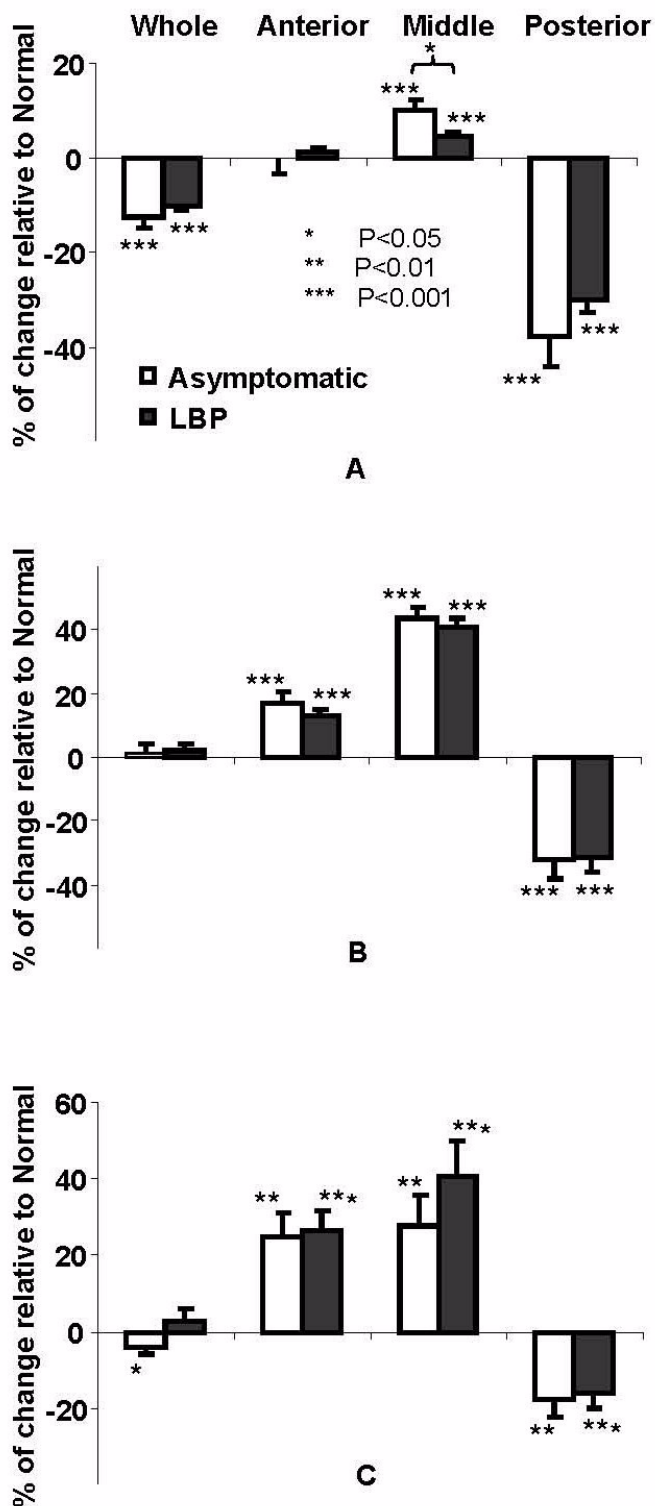 Whole Anterior Middle Posterior
% of change relative to Normal
20
0
-20
-40
*
*** ***
*** ***
*** ***
* P<0.05
** P<0.01
*** P<0.001
Asymptomatic
LBP
A
% of change relative to Normal
40
20
0
-20
-40
*** ***
*** ***
*** ***
B
% of change relative to Normal
60
40
20
0
-20
** ***
** ***
*
** ***
C